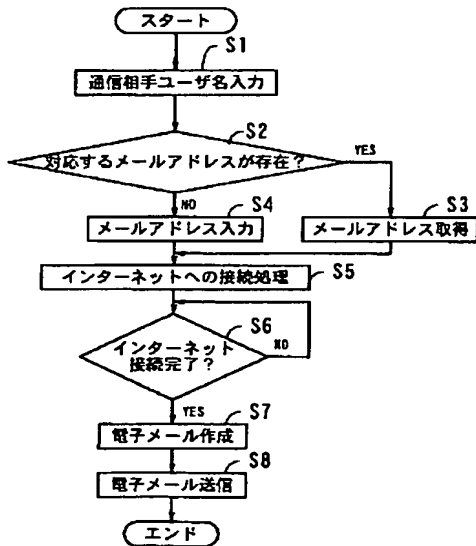 スタート
S1
通信相手ユーザ名入力
S2
対応するメールアドレスが存在?
YES
NO
S4
メールアドレス入力
S3
メールアドレス取得
インターネットへの接続処理
S5
S6
インターネット
接続完了?
NO
YES
S7
電子メール作成
S8
電子メール送信
エンド